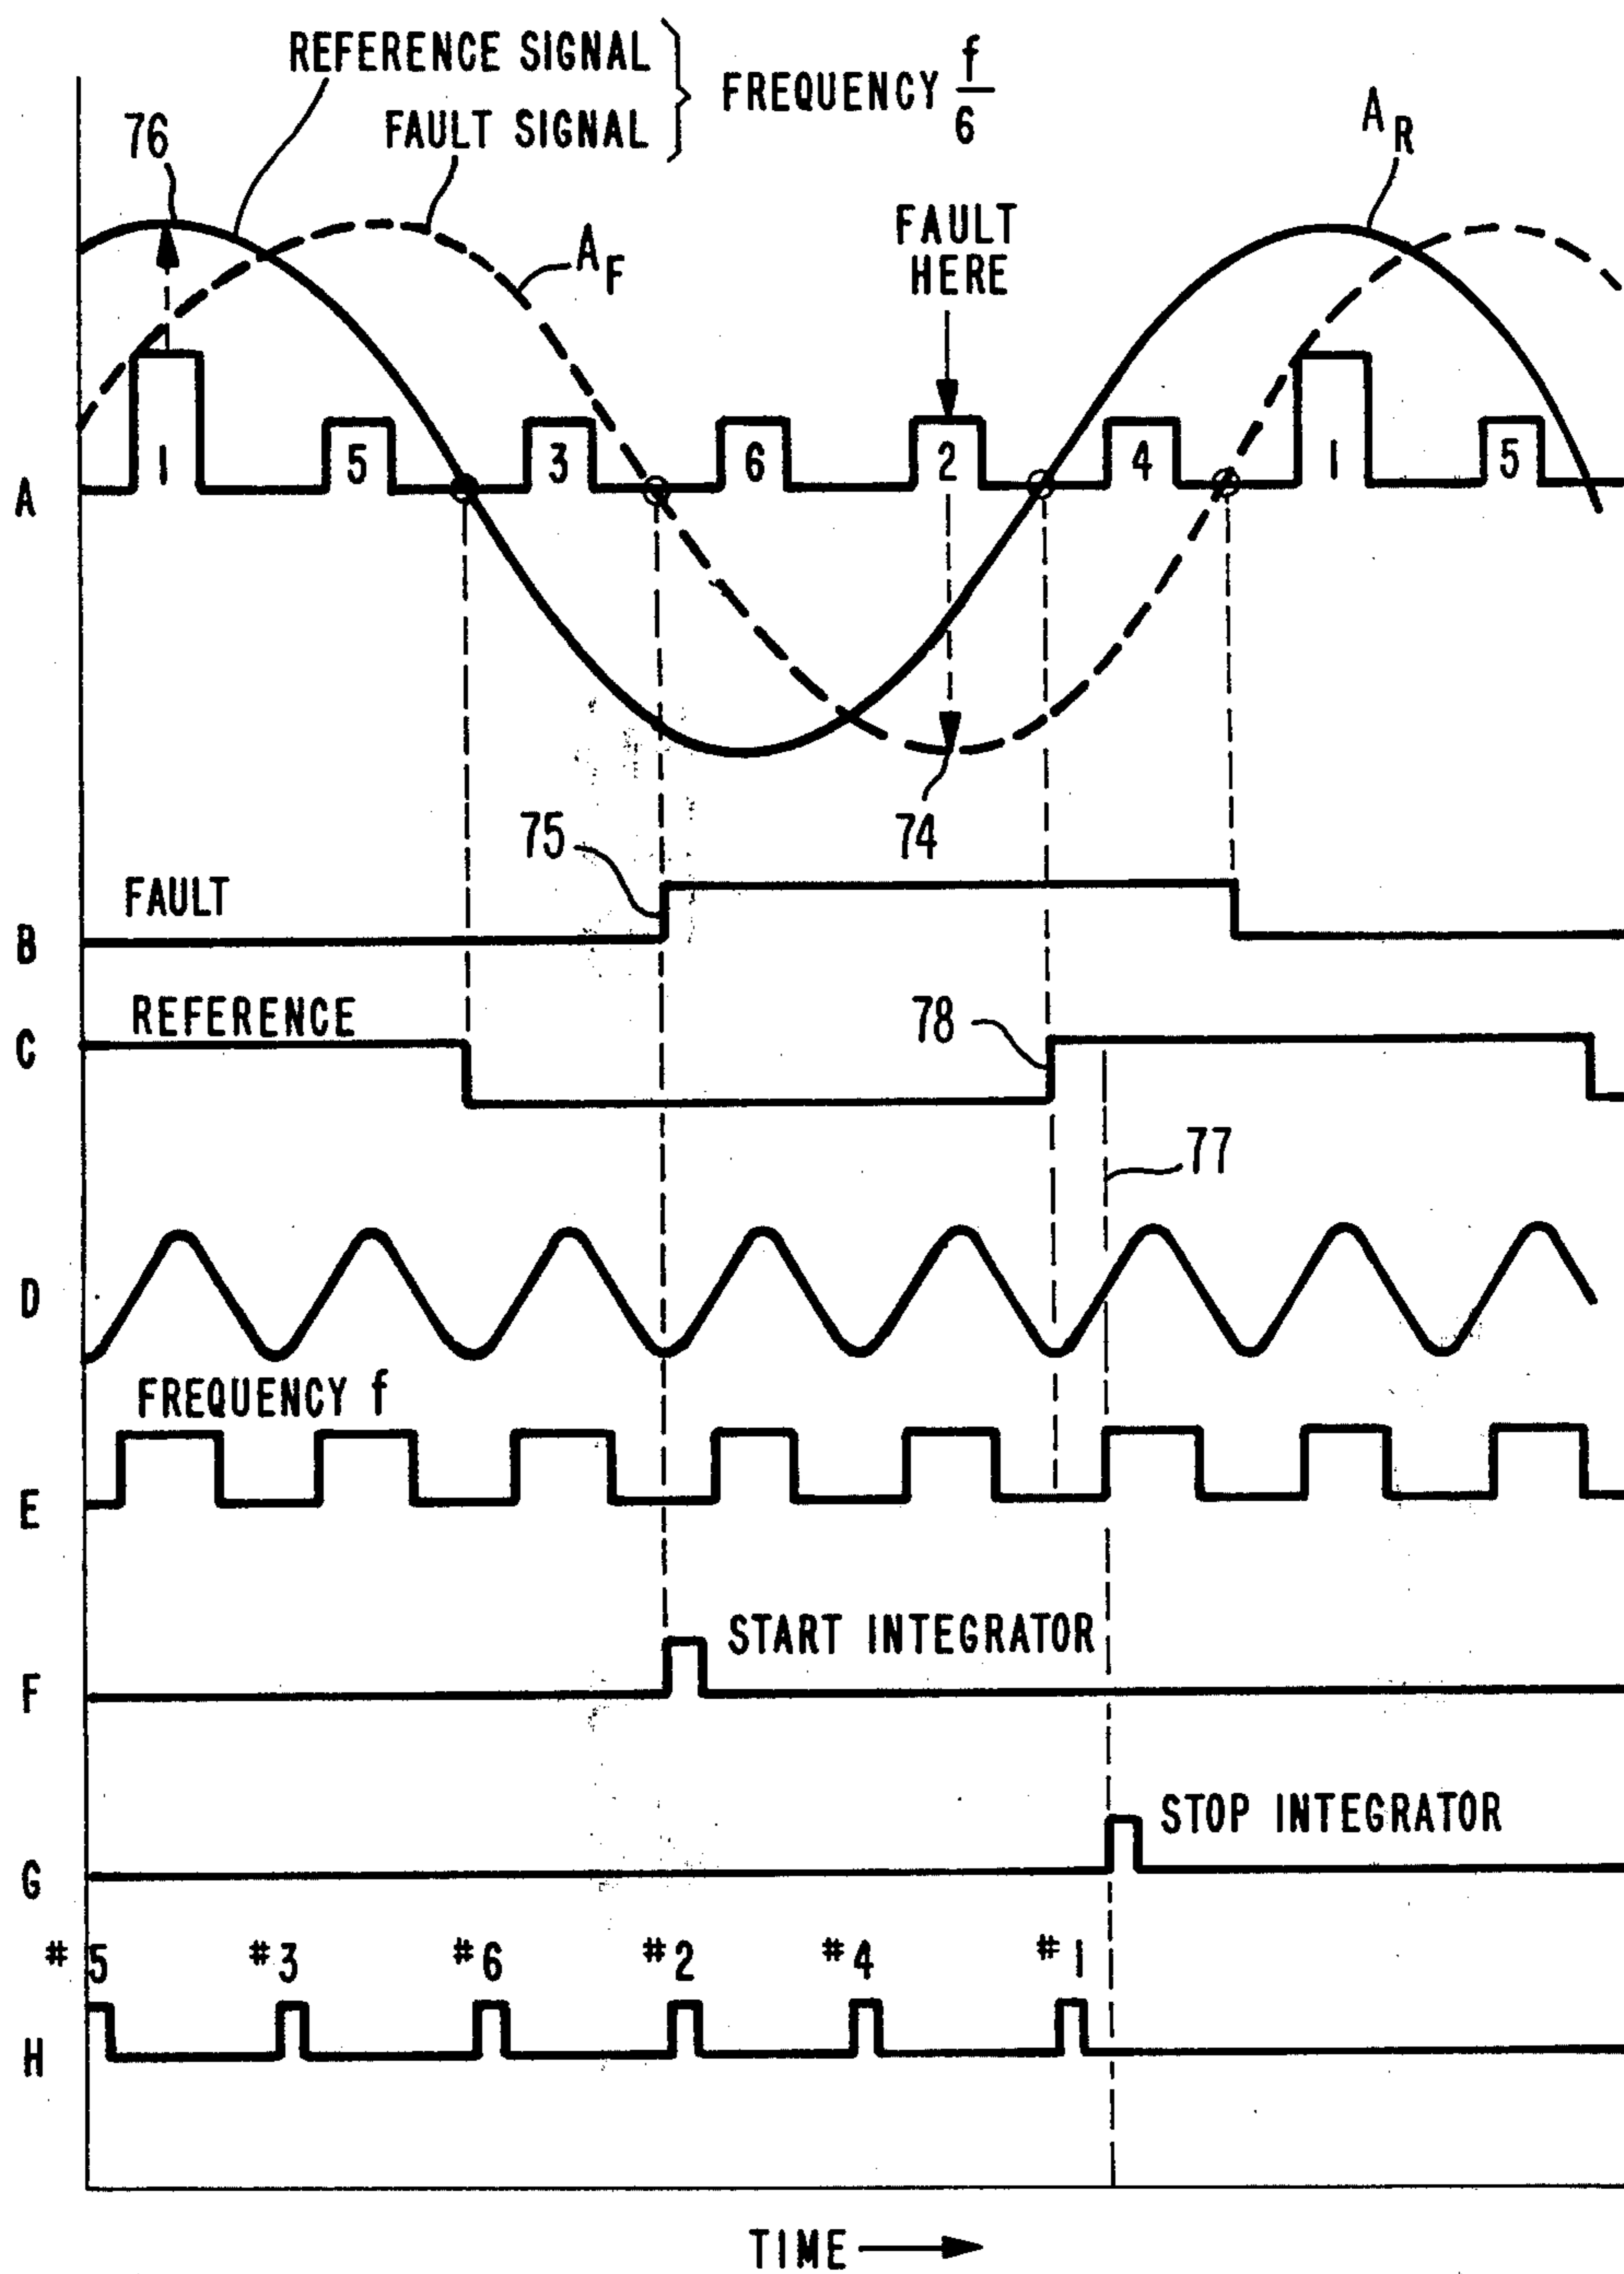 REFERENCE SIGNAL
FAULT SIGNAL
FREQUENCY f/6
76
A_R
A_F
FAULT
HERE
1 5 3 6 2 4 1 5
A
74
75
FAULT
B
REFERENCE
78
C
77
D
FREQUENCY f
E
START INTEGRATOR
F
STOP INTEGRATOR
G
#5 #3 #6 #2 #4 #1
H
TIME